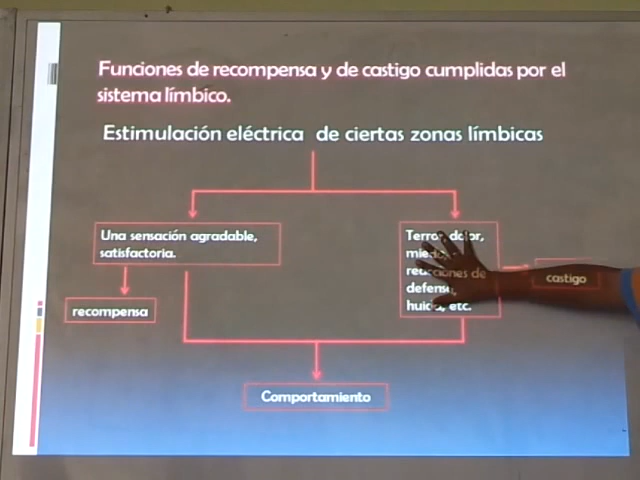 Funciones de recompensa y de castigo cumplidas por el
sistema límbico.
Estimulación eléctrica de ciertas zonas límbicas
Una sensación agradable,
satisfactoria.
Terror, dolor,
miedo,
reacciones de
defensa,
huida, etc.
castigo
recompensa
Comportamiento